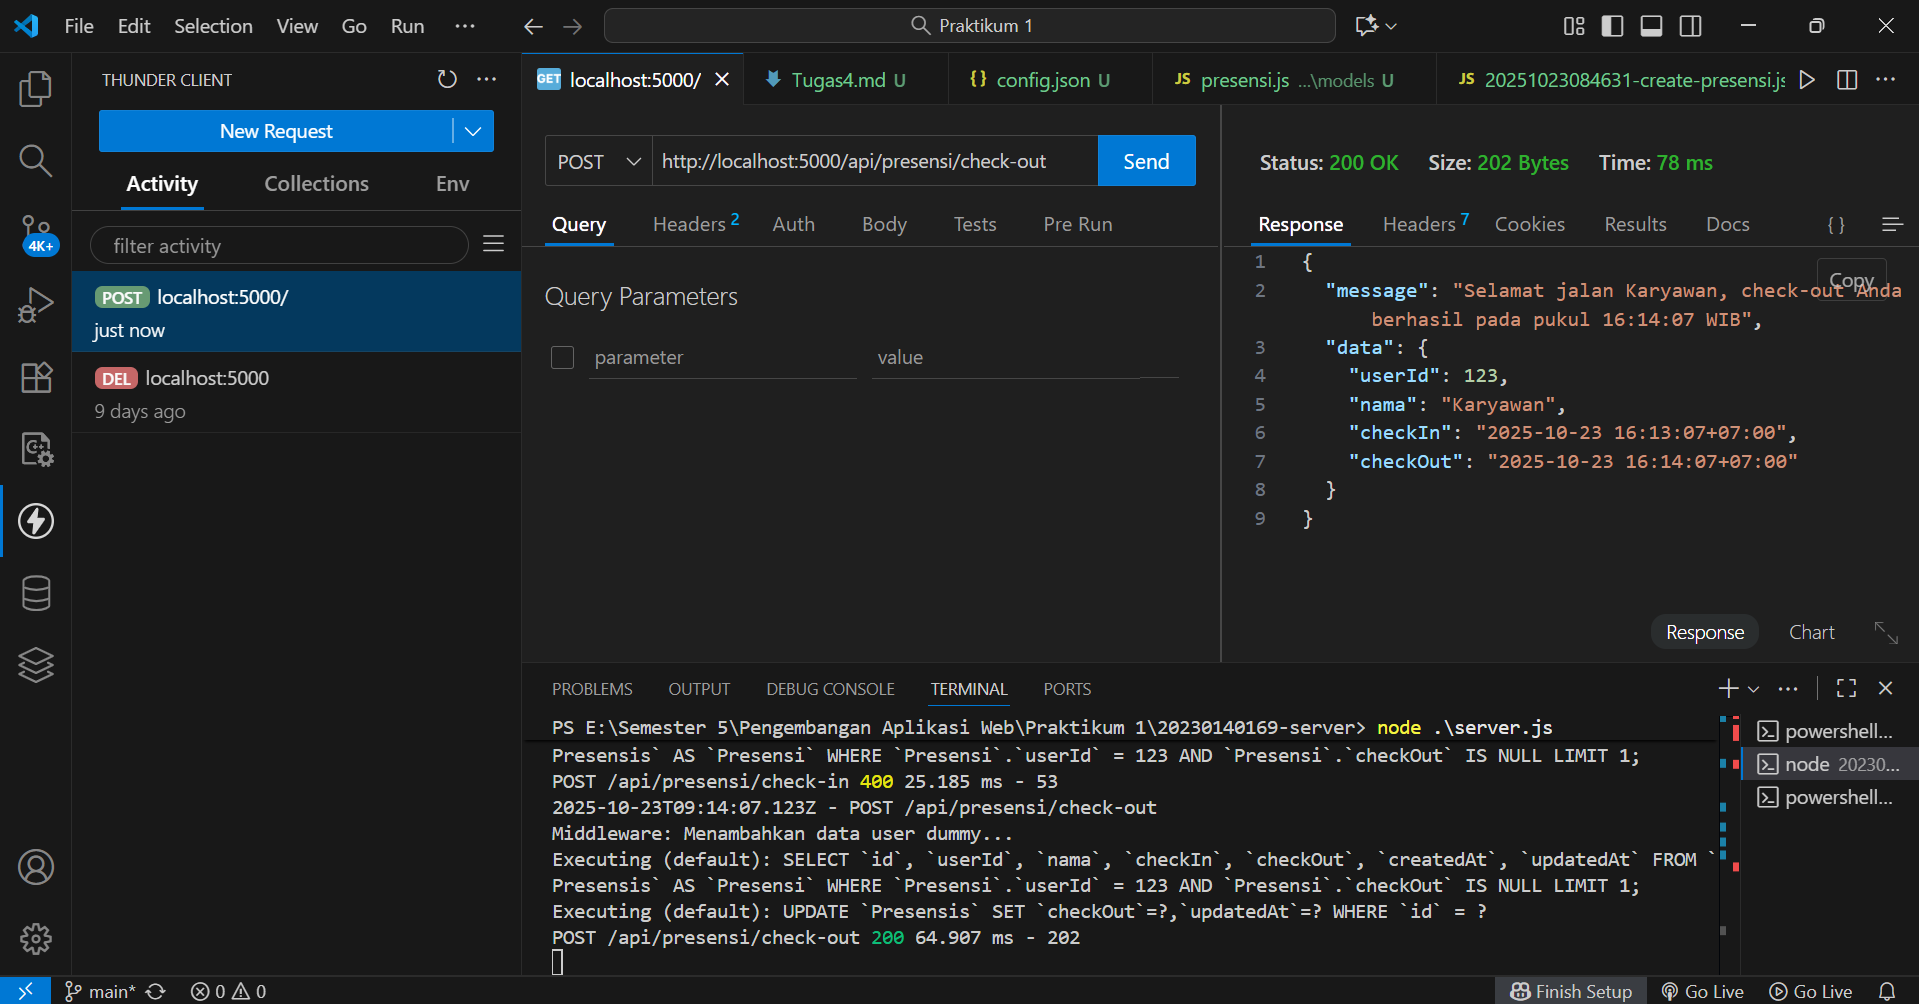 File Edit Selection View Go Run ...
Praktikum 1
THUNDER CLIENT
New Request
Activity Collections Env
filter activity
POST localhost:5000/
just now
DEL localhost:5000
9 days ago
4K+
GET localhost:5000/
Tugas4.md U
{} config.json U
JS presensi.js ...\models U
JS 20251023084631-create-presensi.js
POST http://localhost:5000/api/presensi/check-out Send
Query Headers 2 Auth Body Tests Pre Run
Query Parameters
parameter value
Status: 200 OK Size: 202 Bytes Time: 78 ms
Response Headers 7 Cookies Results Docs {}
Copy
1 {
2 "message": "Selamat jalan Karyawan, check-out Anda
berhasil pada pukul 16:14:07 WIB",
3 "data": {
4 "userId": 123,
5 "nama": "Karyawan",
6 "checkIn": "2025-10-23 16:13:07+07:00",
7 "checkOut": "2025-10-23 16:14:07+07:00"
8 }
9 }
Response Chart
PROBLEMS OUTPUT DEBUG CONSOLE TERMINAL PORTS
PS E:\Semester 5\Pengembangan Aplikasi Web\Praktikum 1\20230140169-server> node .\server.js
Presensis` AS `Presensi` WHERE `Presensi`.`userId` = 123 AND `Presensi`.`checkOut` IS NULL LIMIT 1;
POST /api/presensi/check-in 400 25.185 ms - 53
2025-10-23T09:14:07.123Z - POST /api/presensi/check-out
Middleware: Menambahkan data user dummy...
Executing (default): SELECT `id`, `userId`, `nama`, `checkIn`, `checkOut`, `createdAt`, `updatedAt` FROM `
Presensis` AS `Presensi` WHERE `Presensi`.`userId` = 123 AND `Presensi`.`checkOut` IS NULL LIMIT 1;
Executing (default): UPDATE `Presensis` SET `checkOut`=?,`updatedAt`=? WHERE `id` = ?
POST /api/presensi/check-out 200 64.907 ms - 202
powershell...
node 20230...
powershell...
main* 0 0
Finish Setup Go Live Go Live